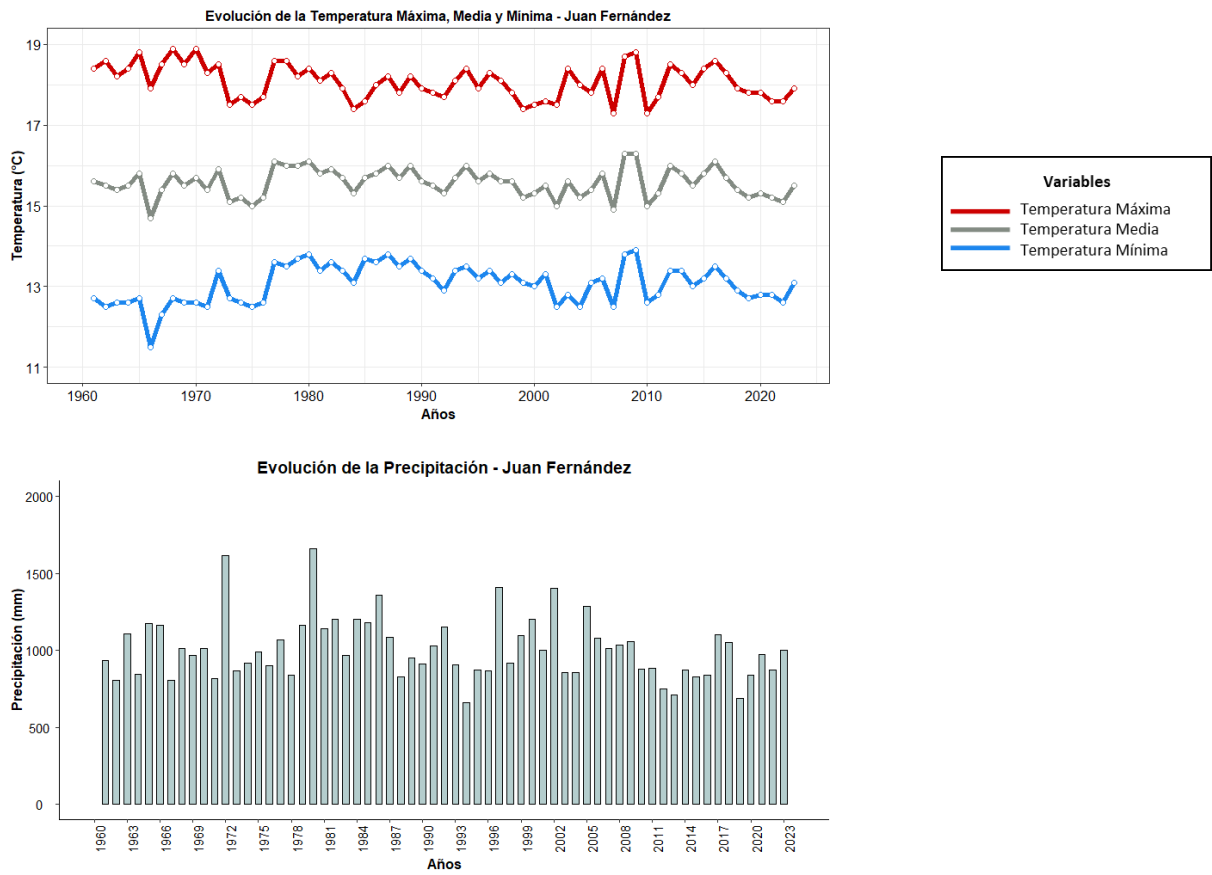 Evolución de la Temperatura Máxima, Media y Mínima - Juan Fernández
19
17
15
13
11
Temperatura (°C)
1960 1970 1980 1990 2000 2010 2020
Años
Variables
Temperatura Máxima
Temperatura Media
Temperatura Mínima
Evolución de la Precipitación - Juan Fernández
2000
1500
1000
500
0
Precipitación (mm)
1960 1963 1966 1969 1972 1975 1978 1981 1984 1987 1990 1993 1996 1999 2002 2005 2008 2011 2014 2017 2020 2023
Años